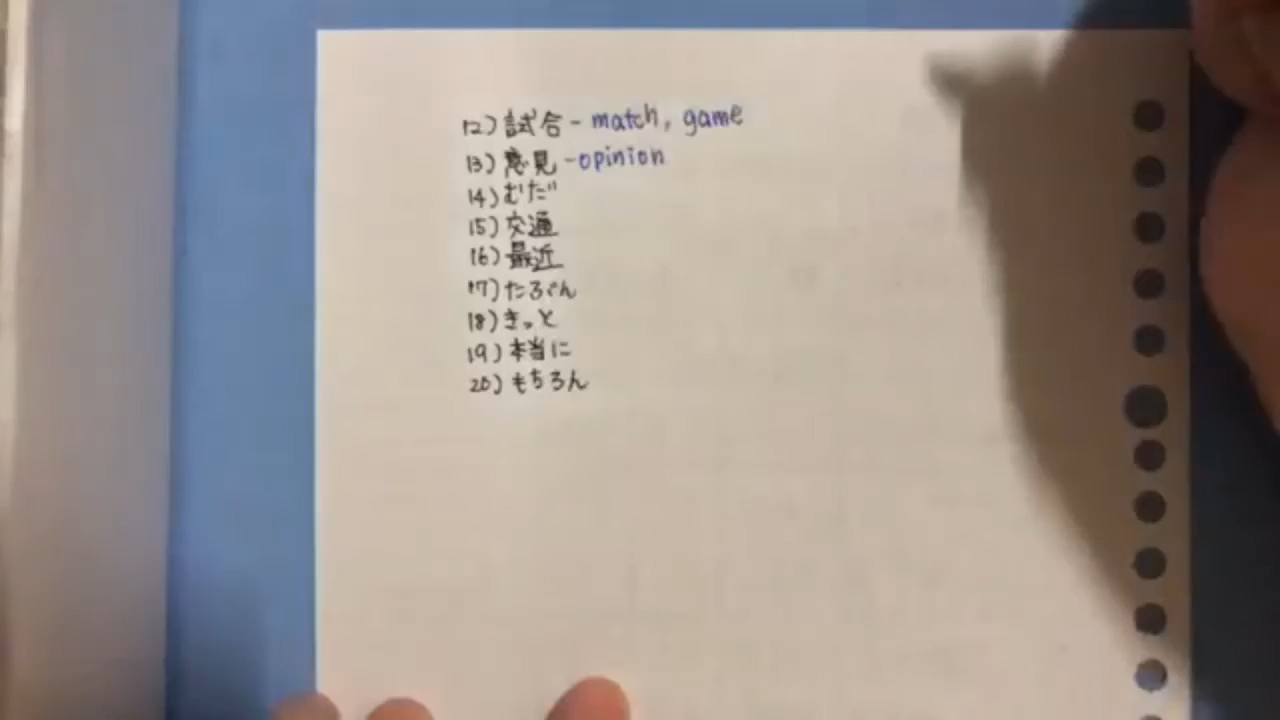 12) 試合 - match, game
13) 意見 - opinion
14) むだ
15) 交通
16) 最近
17) たろん
18) きっと
19) 本当に
20) もちろん